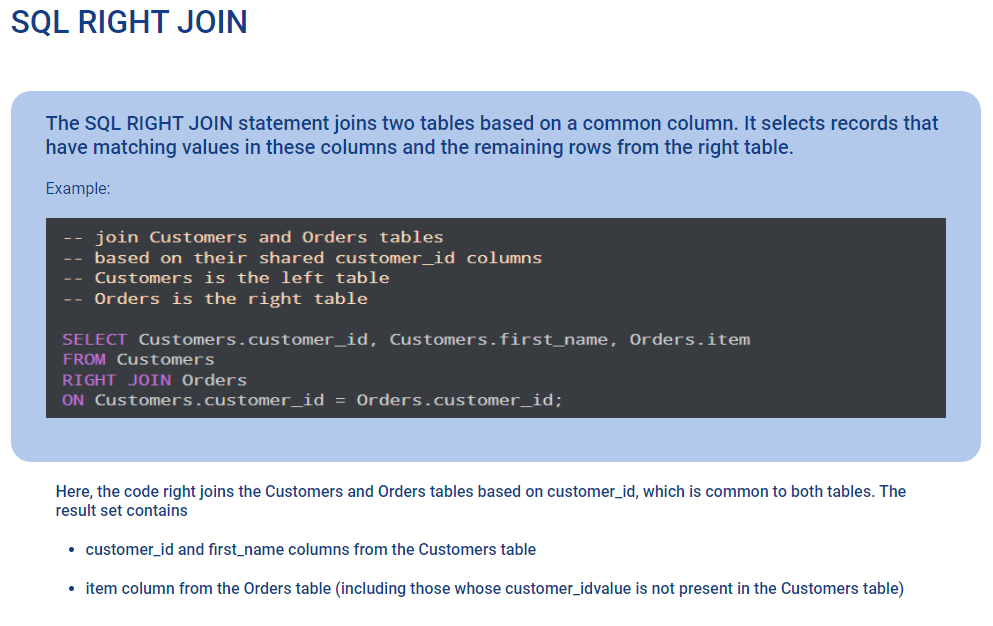 SQL RIGHT JOIN
The SQL RIGHT JOIN statement joins two tables based on a common column. It selects records that
have matching values in these columns and the remaining rows from the right table.
Example:
-- join Customers and Orders tables
-- based on their shared customer_id columns
-- Customers is the left table
-- Orders is the right table
SELECT Customers.customer_id, Customers.first_name, Orders.item
FROM Customers
RIGHT JOIN Orders
ON Customers.customer_id = Orders.customer_id;
Here, the code right joins the Customers and Orders tables based on customer_id, which is common to both tables. The
result set contains
• customer_id and first_name columns from the Customers table
• item column from the Orders table (including those whose customer_idvalue is not present in the Customers table)